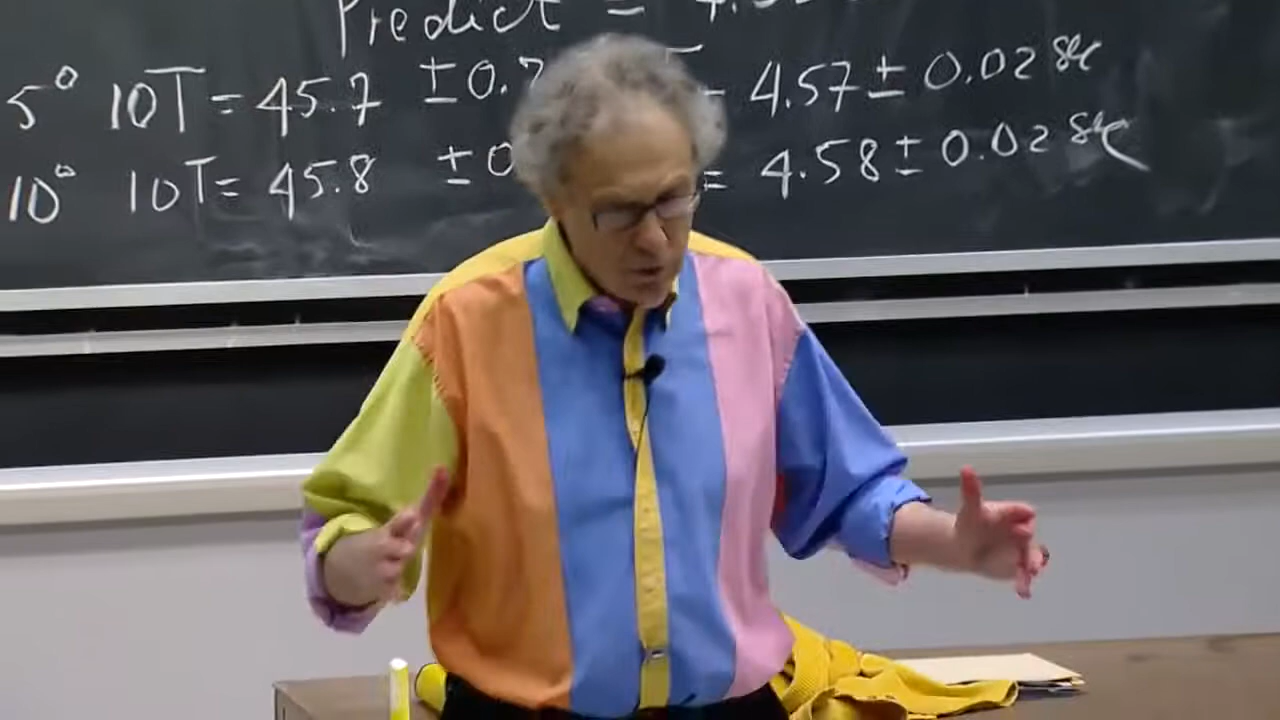 Predict =
5° 10T = 45.7 ±0. = 4.57 ± 0.02 sec
10° 10T = 45.8 ±0 = 4.58 ± 0.02 sec